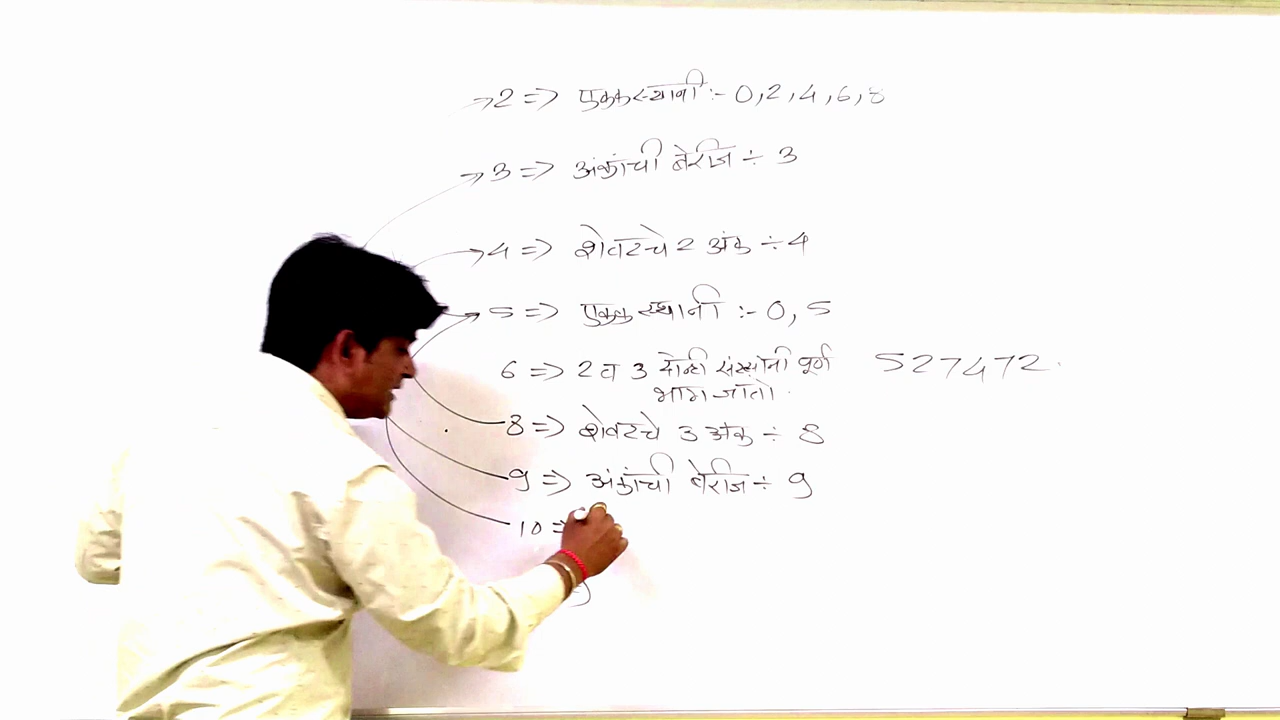 2 => एककस्थानी :- 0, 2, 4, 6, 8
3 => अंकांची बेरीज ÷ 3
4 => शेवटचे 2 अंक ÷ 4
5 => एककस्थानी :- 0, 5
6 => 2 व 3 दोन्ही संख्यांनी पूर्ण 527472.
भाग जातो.
8 => शेवटचे 3 अंक ÷ 8
9 => अंकांची बेरीज ÷ 9
10 =